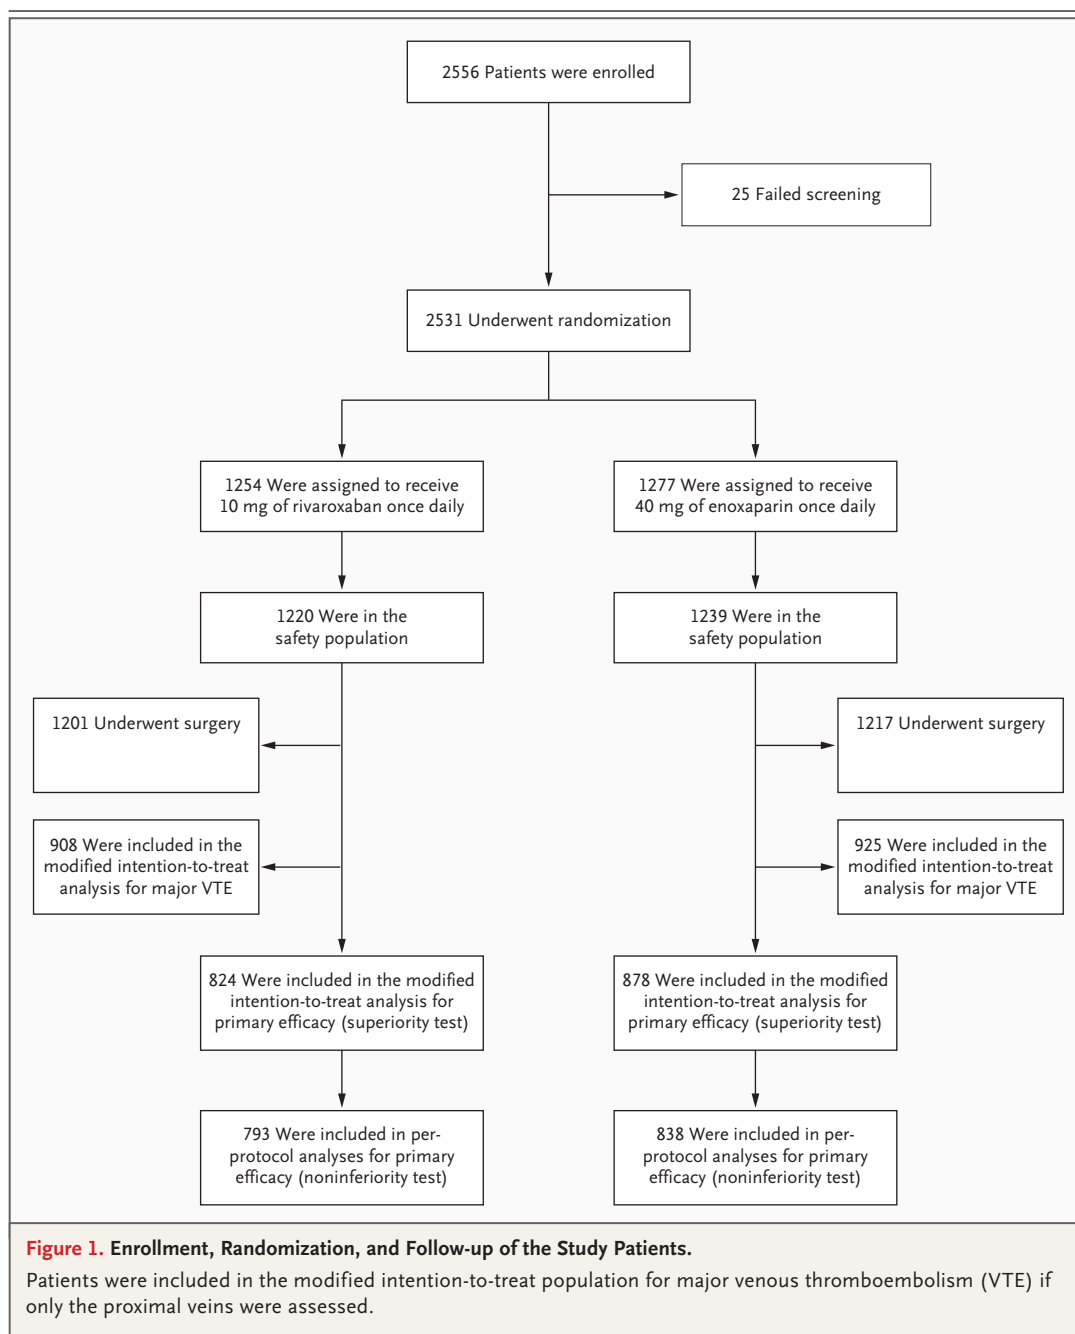 2556 Patients were enrolled
25 Failed screening
2531 Underwent randomization
1254 Were assigned to receive
10 mg of rivaroxaban once daily
1277 Were assigned to receive
40 mg of enoxaparin once daily
1220 Were in the
safety population
1239 Were in the
safety population
1201 Underwent surgery
1217 Underwent surgery
908 Were included in the
modified intention-to-treat
analysis for major VTE
925 Were included in the
modified intention-to-treat
analysis for major VTE
824 Were included in the modified
intention-to-treat analysis for
primary efficacy (superiority test)
878 Were included in the modified
intention-to-treat analysis for
primary efficacy (superiority test)
793 Were included in per-
protocol analyses for primary
efficacy (noninferiority test)
838 Were included in per-
protocol analyses for primary
efficacy (noninferiority test)
Figure 1. Enrollment, Randomization, and Follow-up of the Study Patients.
Patients were included in the modified intention-to-treat population for major venous thromboembolism (VTE) if
only the proximal veins were assessed.